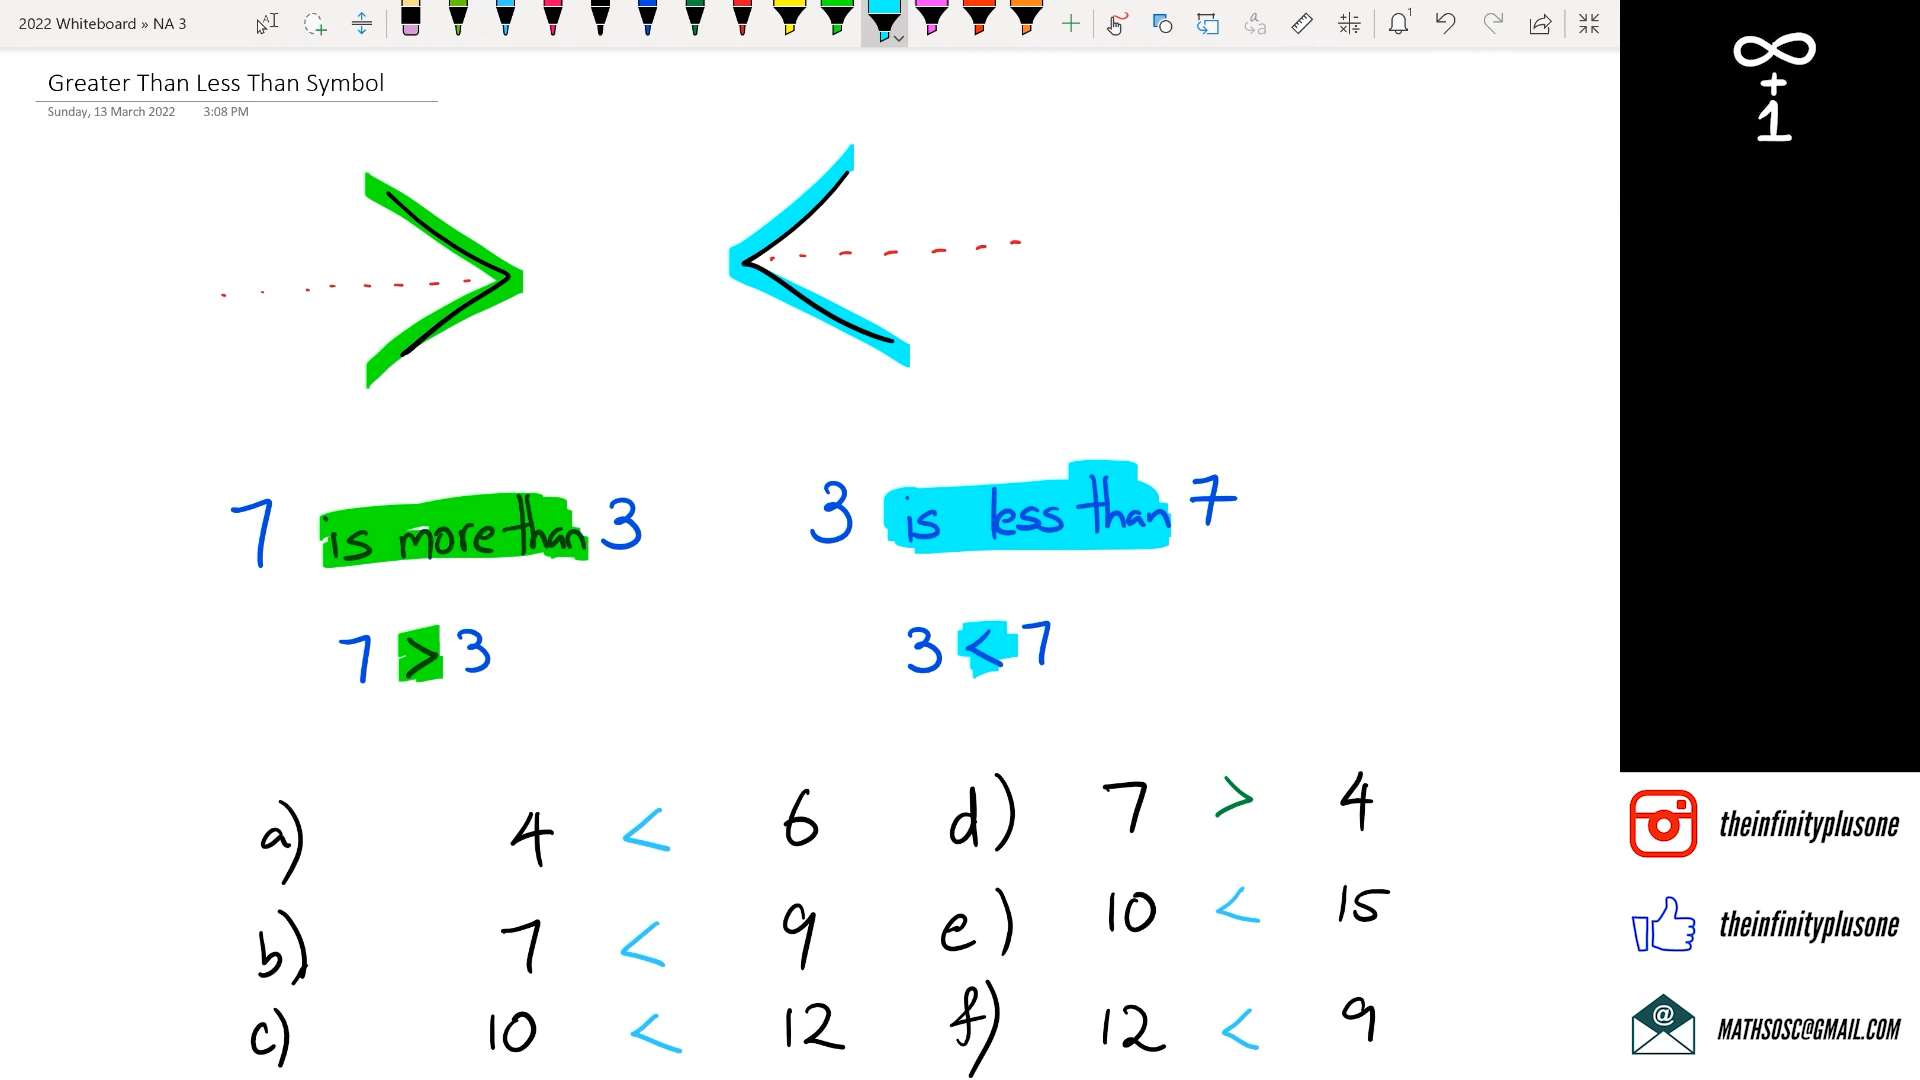 2022 Whiteboard » NA 3
Greater Than Less Than Symbol
Sunday, 13 March 2022 3:08 PM
∞
+
1
> <
7 is more than 3 3 is less than 7
7 > 3 3 < 7
a) 4 < 6 d) 7 > 4
b) 7 < 9 e) 10 < 15
c) 10 < 12 f) 12 < 9
theinfinityplusone
theinfinityplusone
MATHSOSC@GMAIL.COM